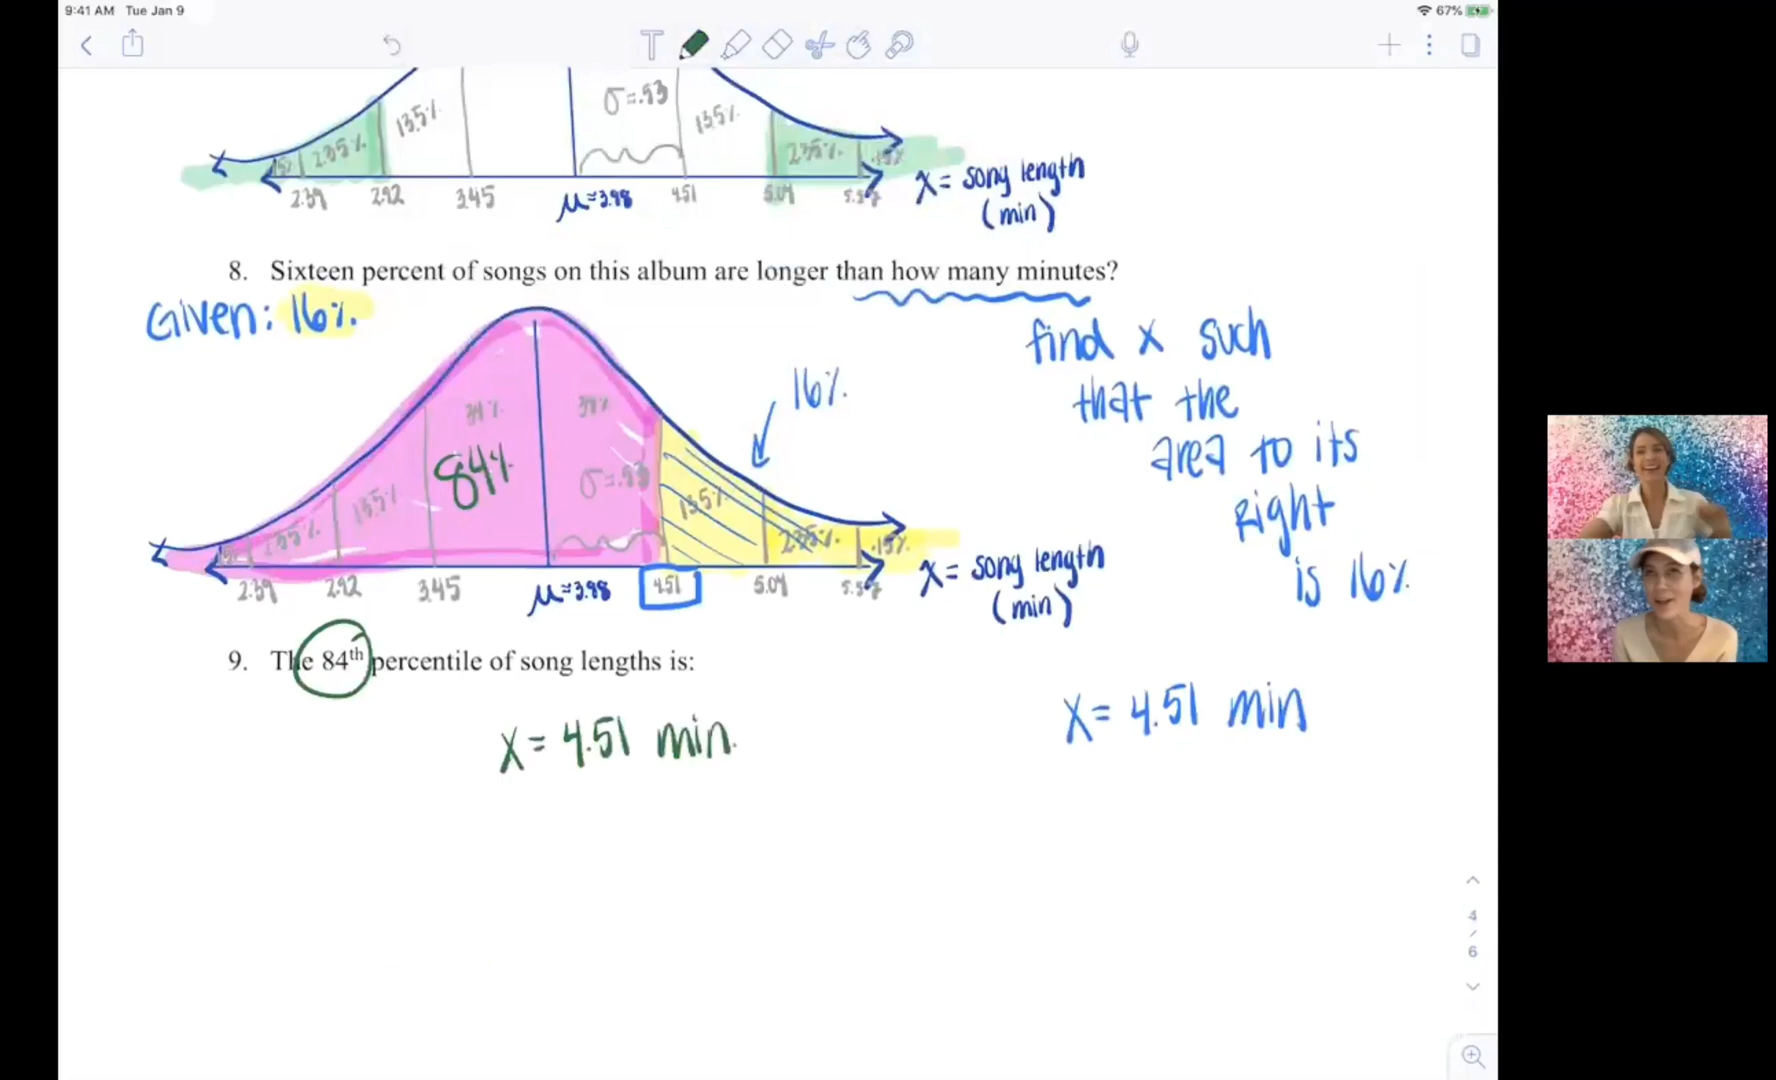 9:41 AM Tue Jan 9
67%
T
13.5%
σ=.53
13.5%
2.35%
2.35%
.15%
2.39 2.92 3.45 μ=3.98 4.51 5.04
x = song length
(min)
8. Sixteen percent of songs on this album are longer than how many minutes?
Given: 16%
find x such
that the
area to its
Right
is 16%
16%
34% 34%
84%
σ=.53
13.5%
13.5%
2.35%
2.35%
.15%
2.39 2.92 3.45 μ=3.98 4.51 5.04
x = song length
(min)
9. The 84th percentile of song lengths is:
x = 4.51 min
x = 4.51 min.
4
/
6